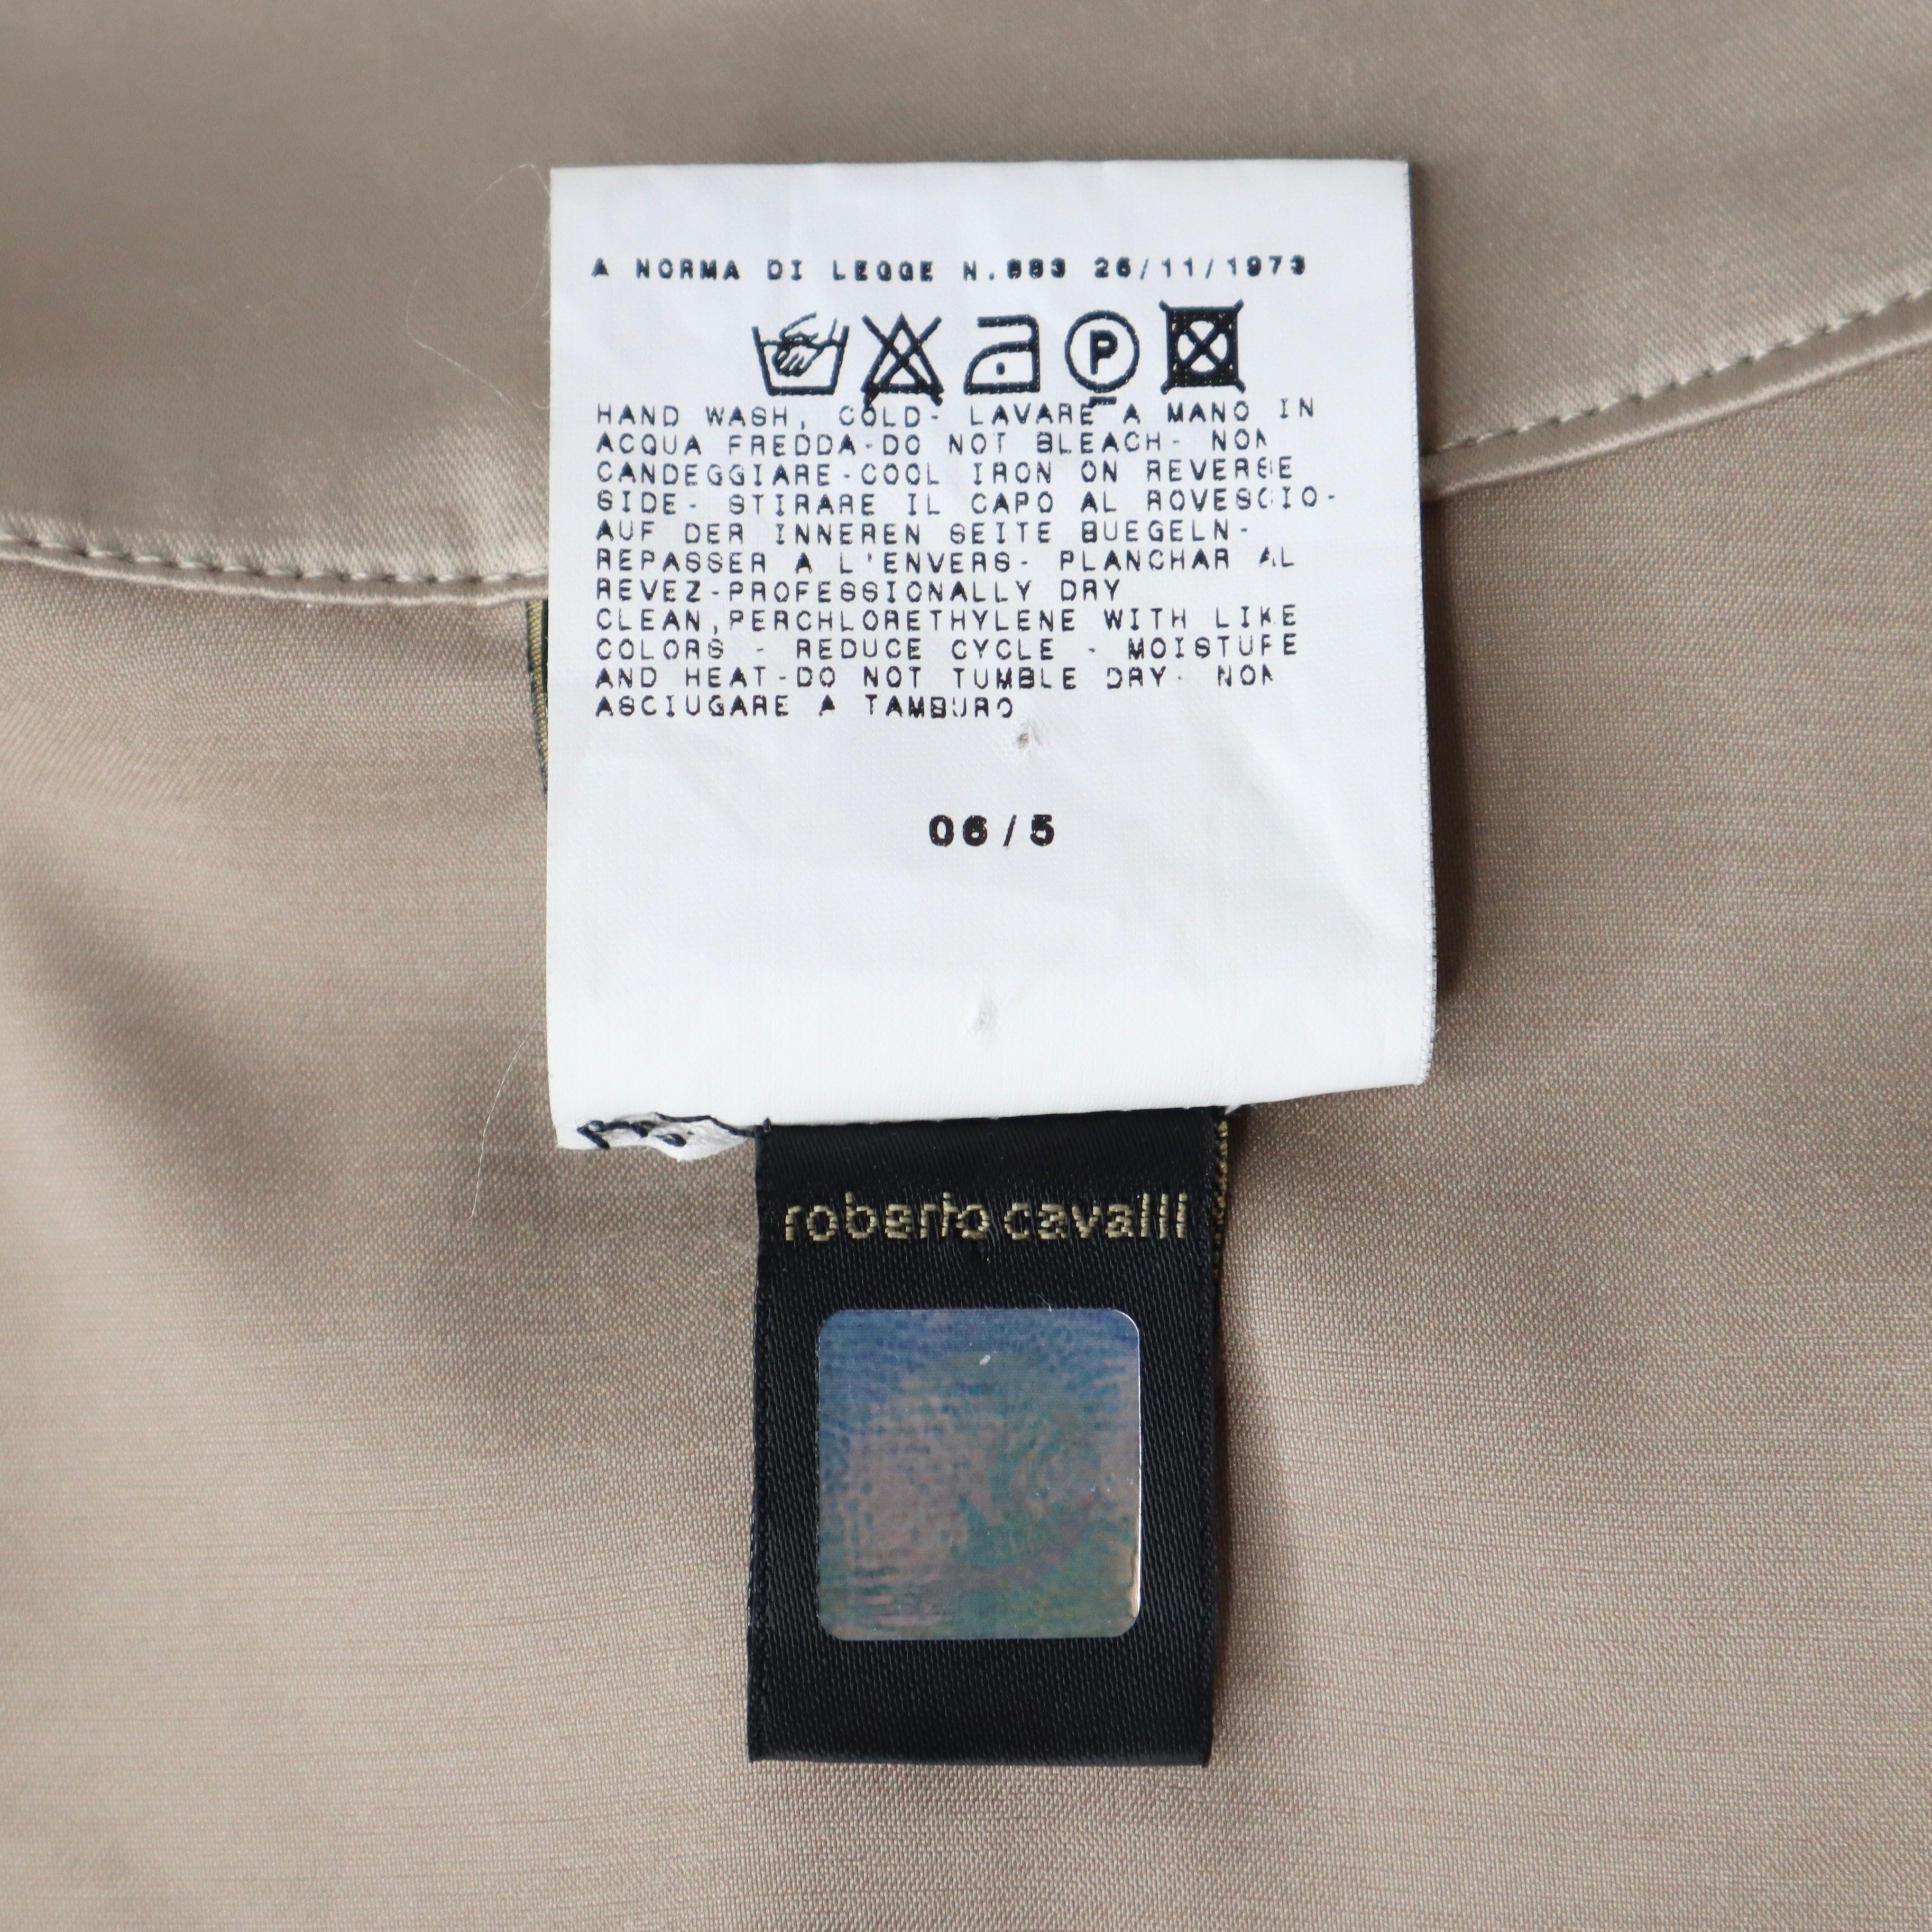 A NORMA DI LEGGE N.883 26/11/1973
P
HAND WASH, COLD- LAVARE A MANO IN
ACQUA FREDDA-DO NOT BLEACH- NON
CANDEGGIARE-COOL IRON ON REVERSE
SIDE- STIRARE IL CAPO AL ROVESCIO-
AUF DER INNEREN SEITE BUEGELN-
REPASSER A L'ENVERS- PLANCHAR AL
REVEZ-PROFESSIONALLY DRY
CLEAN,PERCHLORETHYLENE WITH LIKE
COLORS - REDUCE CYCLE - MOISTURE
AND HEAT-DO NOT TUMBLE DRY- NON
ASCIUGARE A TAMBURO
06/5
roberto cavalli